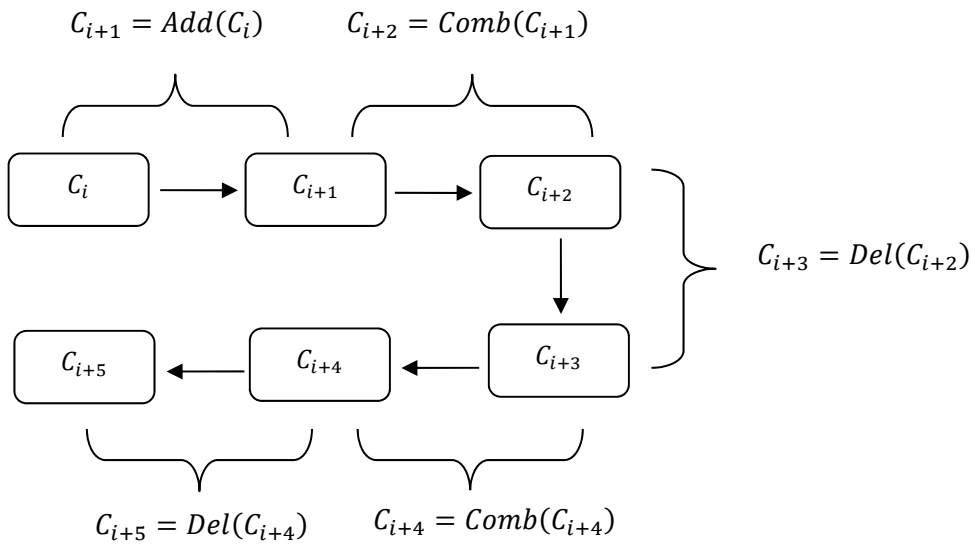 C_{i+1} = Add(C_i)
C_{i+2} = Comb(C_{i+1})
C_i
C_{i+1}
C_{i+2}
C_{i+3} = Del(C_{i+2})
C_{i+5}
C_{i+4}
C_{i+3}
C_{i+5} = Del(C_{i+4})
C_{i+4} = Comb(C_{i+4})